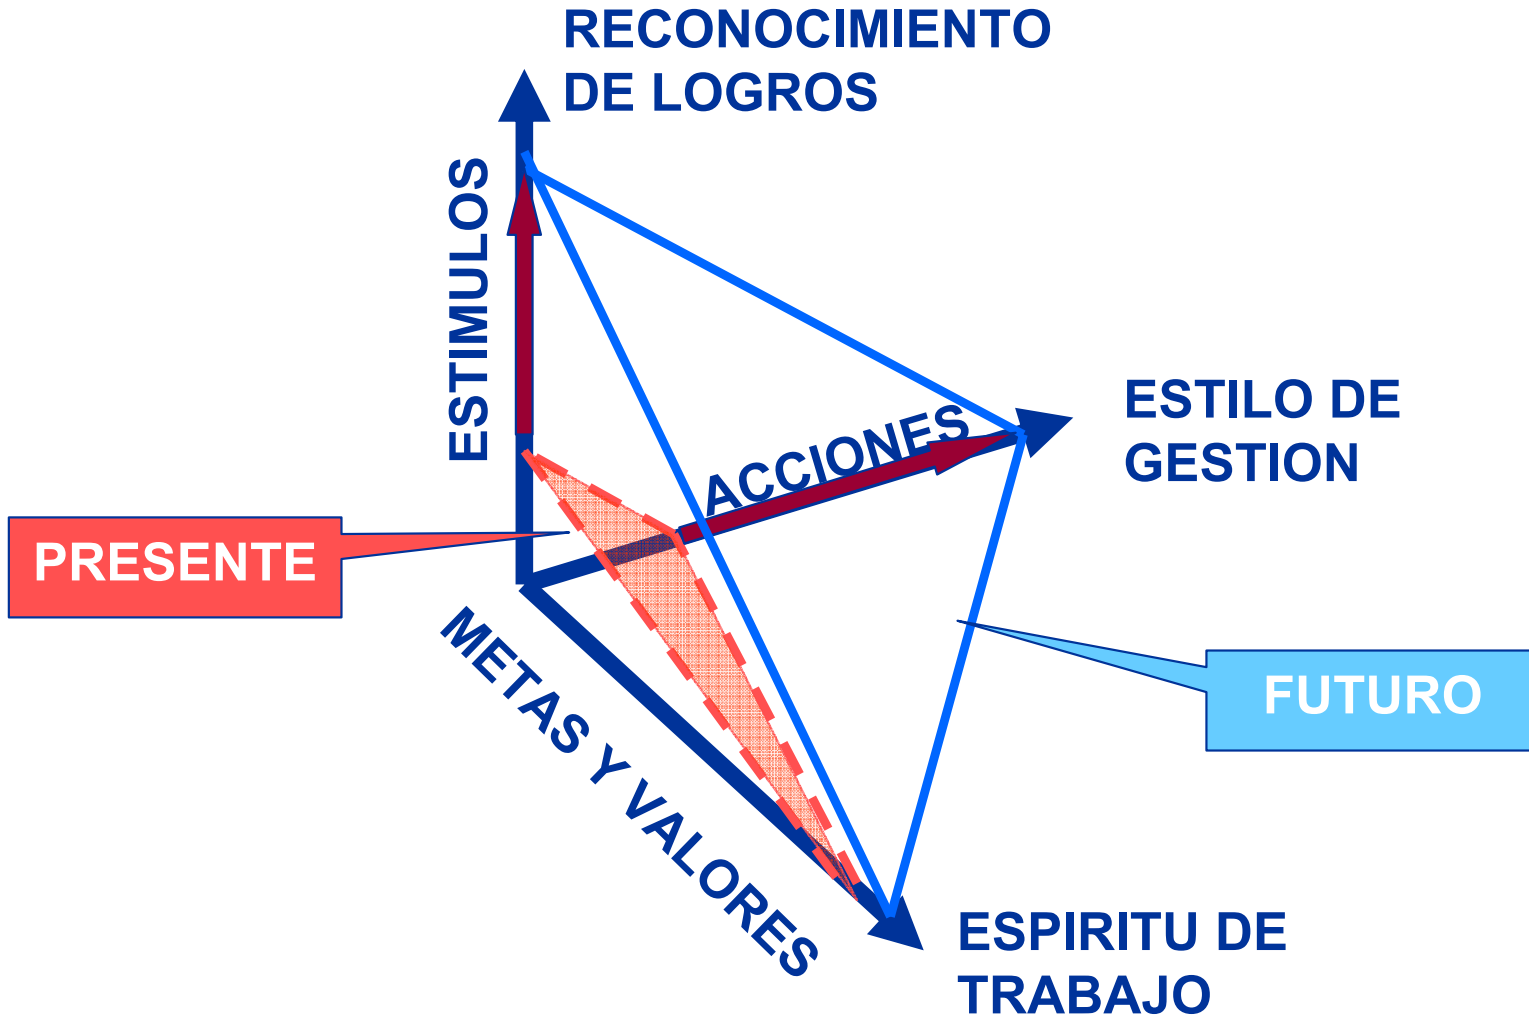 RECONOCIMIENTO
DE LOGROS
ESTIMULOS
ACCIONES
ESTILO DE
GESTION
PRESENTE
METAS Y VALORES
FUTURO
ESPIRITU DE
TRABAJO